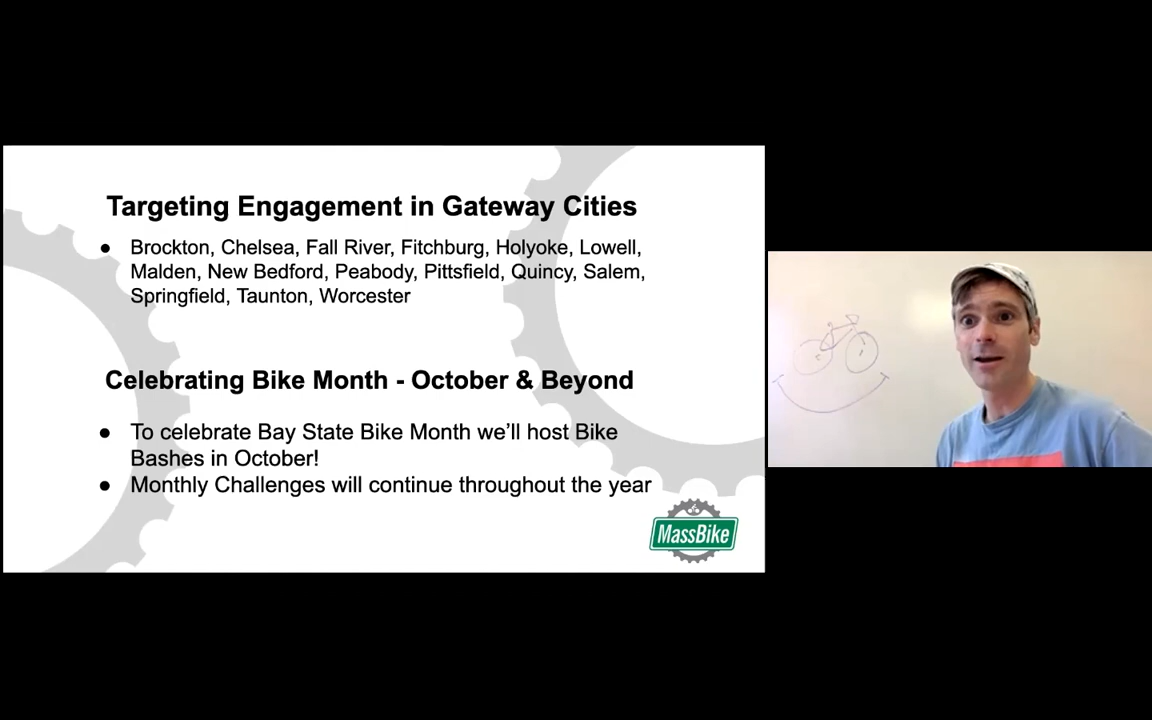 Targeting Engagement in Gateway Cities
● Brockton, Chelsea, Fall River, Fitchburg, Holyoke, Lowell,
Malden, New Bedford, Peabody, Pittsfield, Quincy, Salem,
Springfield, Taunton, Worcester
Celebrating Bike Month - October & Beyond
● To celebrate Bay State Bike Month we’ll host Bike
Bashes in October!
● Monthly Challenges will continue throughout the year
MassBike